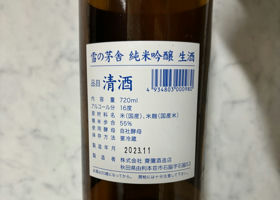 雪の茅舎 純米吟醸 生酒
品目 清酒
4 934803 000980
内容量 720ml
アルコール分 16度
原材料名 米(国産)、米麹(国産米)
精米歩合 55%
使用酵母 自社酵母
保存方法 要冷蔵
製造年月 2023.11
製造者 株式会社 齋彌酒造店
秋田県由利本荘市石脇字石脇53